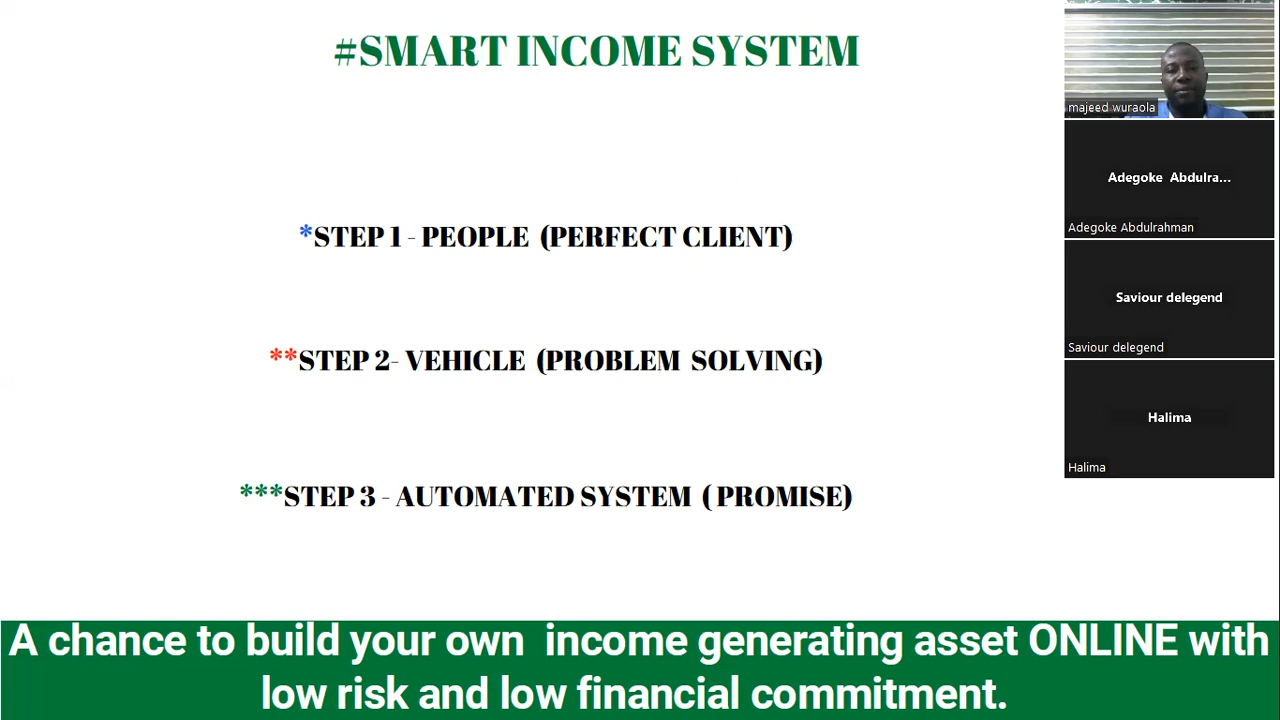 #SMART INCOME SYSTEM
*STEP 1 - PEOPLE (PERFECT CLIENT)
**STEP 2- VEHICLE (PROBLEM SOLVING)
***STEP 3 - AUTOMATED SYSTEM ( PROMISE)
A chance to build your own income generating asset ONLINE with
low risk and low financial commitment.
majeed wuraola
Adegoke Abdulra...
Adegoke Abdulrahman
Saviour delegend
Saviour delegend
Halima
Halima